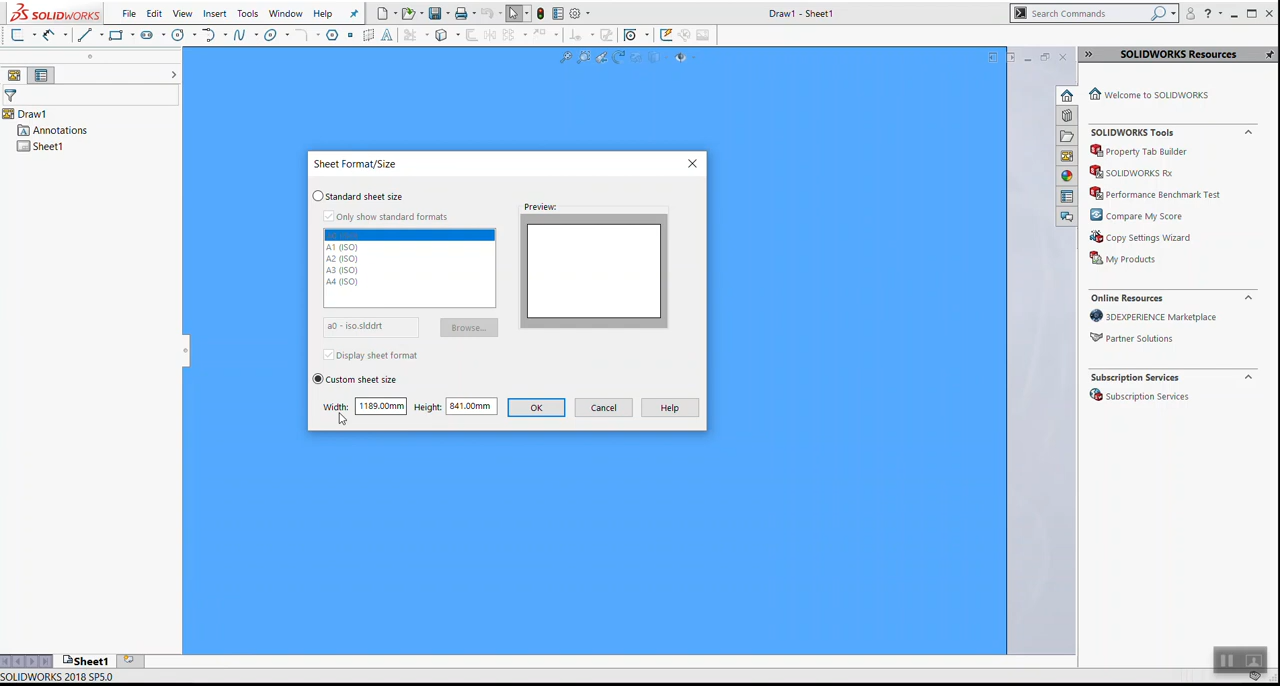 SOLIDWORKS File Edit View Insert Tools Window Help Draw1 - Sheet1 Search Commands ?
SOLIDWORKS Resources
Draw1
Annotations
Sheet1
Sheet Format/Size
Standard sheet size
Only show standard formats
A1 (ISO)
A2 (ISO)
A3 (ISO)
A4 (ISO)
a0 - iso.slddrt
Browse...
Display sheet format
Preview:
Custom sheet size
Width: 1189.00mm Height: 841.00mm OK Cancel Help
Welcome to SOLIDWORKS
SOLIDWORKS Tools
Property Tab Builder
SOLIDWORKS Rx
Performance Benchmark Test
Compare My Score
Copy Settings Wizard
My Products
Online Resources
3DEXPERIENCE Marketplace
Partner Solutions
Subscription Services
Subscription Services
Sheet1
SOLIDWORKS 2018 SP5.0